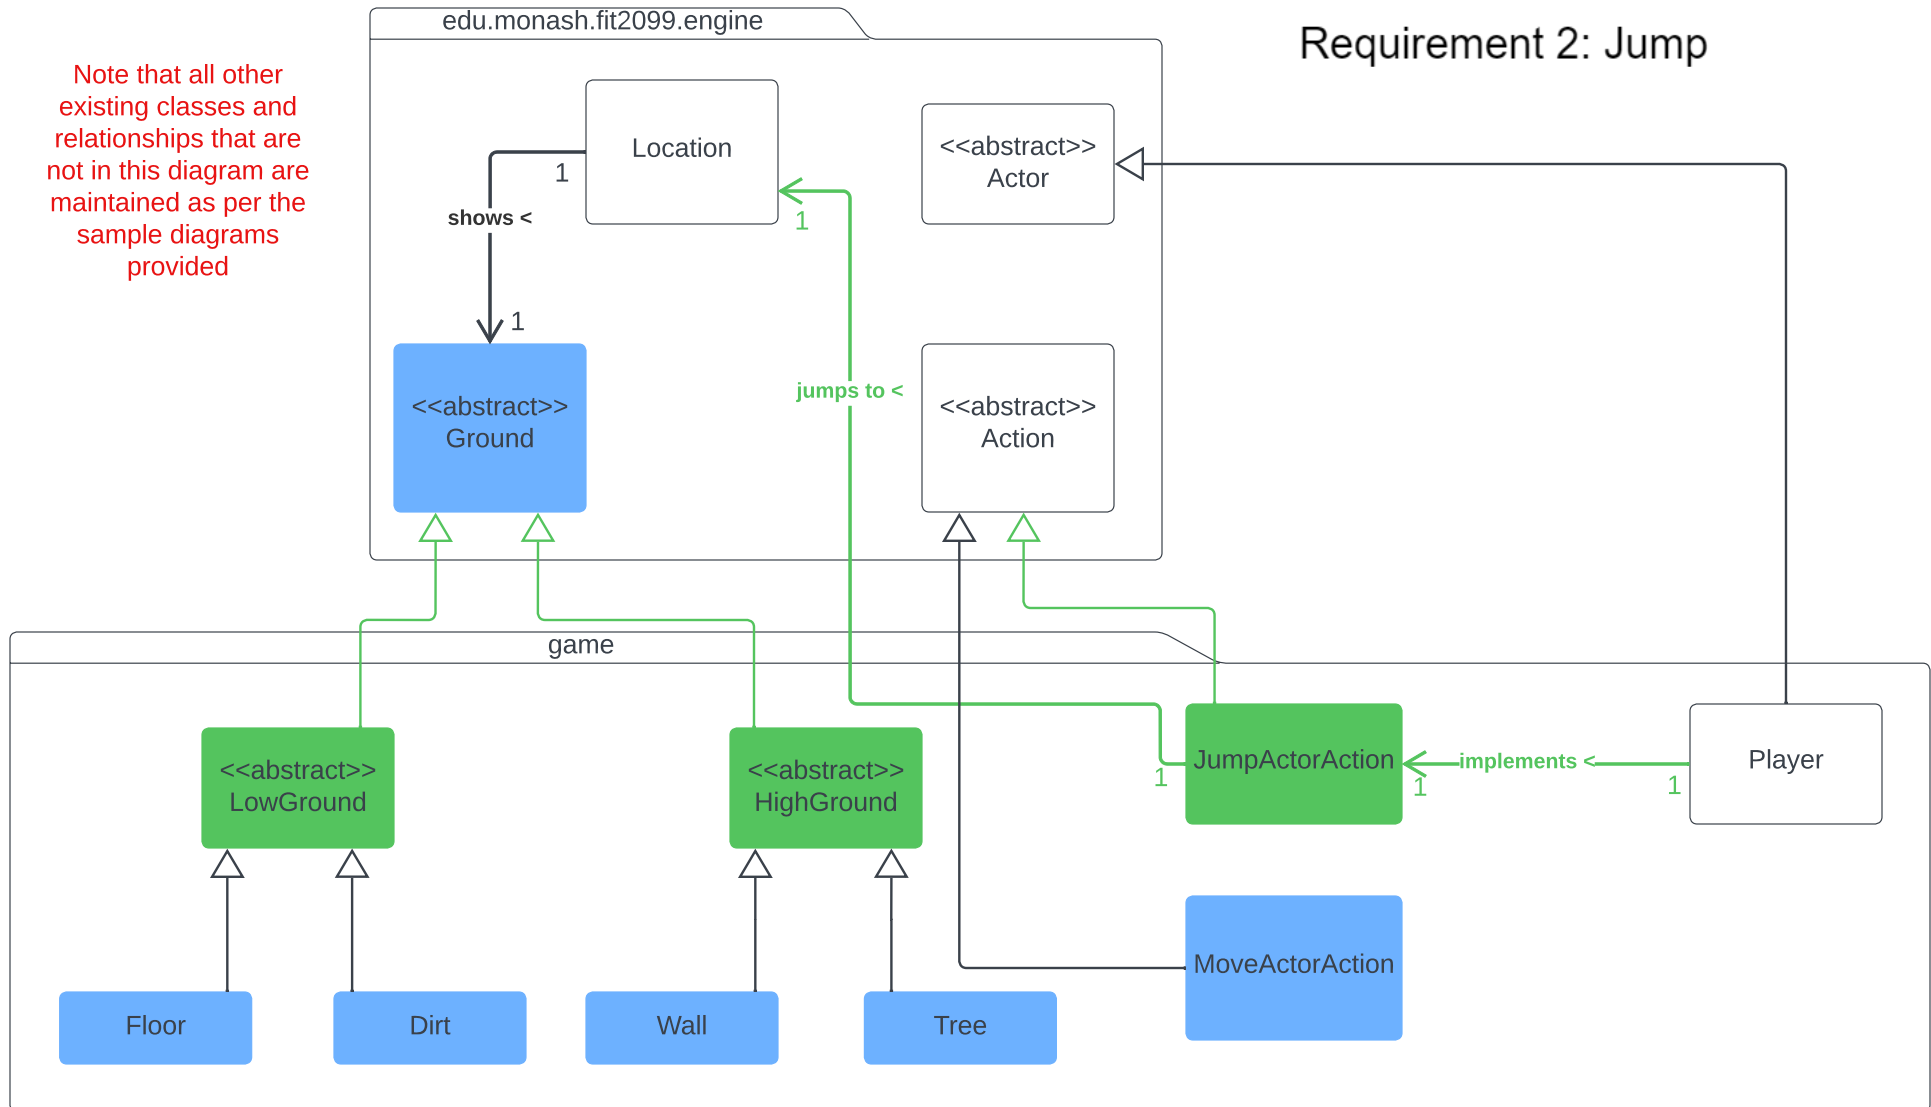 edu.monash.fit2099.engine
Requirement 2: Jump
Note that all other
existing classes and
relationships that are
not in this diagram are
maintained as per the
sample diagrams
provided
Location
<<abstract>>
Actor
1
shows <
1
1
jumps to <
<<abstract>>
Ground
<<abstract>>
Action
game
<<abstract>>
LowGround
<<abstract>>
HighGround
1
JumpActorAction
1
implements <
1
Player
MoveActorAction
Floor
Dirt
Wall
Tree